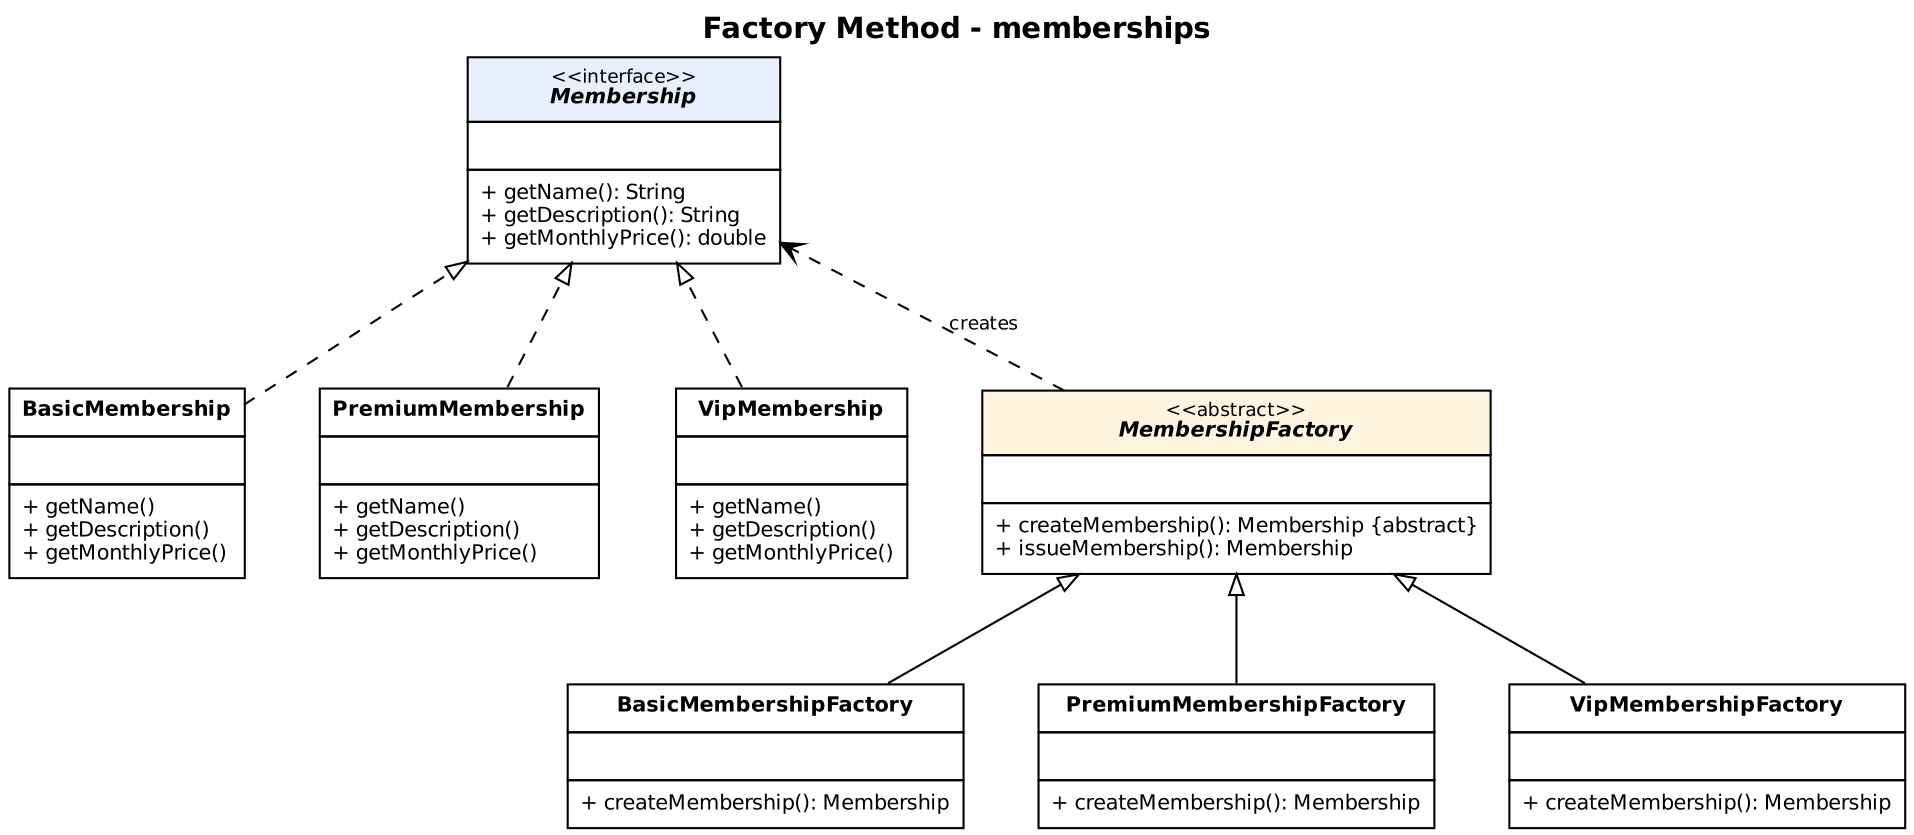 Factory Method - memberships
<<interface>>
Membership
+ getName(): String
+ getDescription(): String
+ getMonthlyPrice(): double
creates
BasicMembership
+ getName()
+ getDescription()
+ getMonthlyPrice()
PremiumMembership
+ getName()
+ getDescription()
+ getMonthlyPrice()
VipMembership
+ getName()
+ getDescription()
+ getMonthlyPrice()
<<abstract>>
MembershipFactory
+ createMembership(): Membership {abstract}
+ issueMembership(): Membership
BasicMembershipFactory
+ createMembership(): Membership
PremiumMembershipFactory
+ createMembership(): Membership
VipMembershipFactory
+ createMembership(): Membership